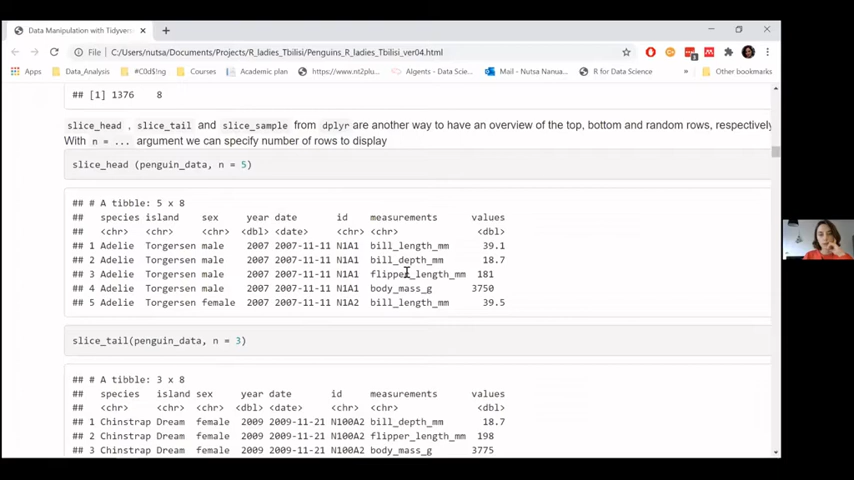 Data Manipulation with Tidyvers
File C:/Users/nutsa/Documents/Projects/R_ladies_Tbilisi/Penguins_R_ladies_Tbilisi_ver04.html
Apps Data_Analysis #C0d$ng Courses Academic plan https://www.nt2plu... Algents - Data Scie... Mail - Nutsa Nanua... R for Data Science » Other bookmarks
## [1] 1376 8
slice_head , slice_tail and slice_sample from dplyr are another way to have an overview of the top, bottom and random rows, respectively
With n = ... argument we can specify number of rows to display
slice_head (penguin_data, n = 5)
## # A tibble: 5 x 8
## species island sex year date id measurements values
## <chr> <chr> <chr> <dbl> <date> <chr> <chr> <dbl>
## 1 Adelie Torgersen male 2007 2007-11-11 N1A1 bill_length_mm 39.1
## 2 Adelie Torgersen male 2007 2007-11-11 N1A1 bill_depth_mm 18.7
## 3 Adelie Torgersen male 2007 2007-11-11 N1A1 flipper_length_mm 181
## 4 Adelie Torgersen male 2007 2007-11-11 N1A1 body_mass_g 3750
## 5 Adelie Torgersen female 2007 2007-11-11 N1A2 bill_length_mm 39.5
slice_tail(penguin_data, n = 3)
## # A tibble: 3 x 8
## species island sex year date id measurements values
## <chr> <chr> <chr> <dbl> <date> <chr> <chr> <dbl>
## 1 Chinstrap Dream female 2009 2009-11-21 N100A2 bill_depth_mm 18.7
## 2 Chinstrap Dream female 2009 2009-11-21 N100A2 flipper_length_mm 198
## 3 Chinstrap Dream female 2009 2009-11-21 N100A2 body_mass_g 3775